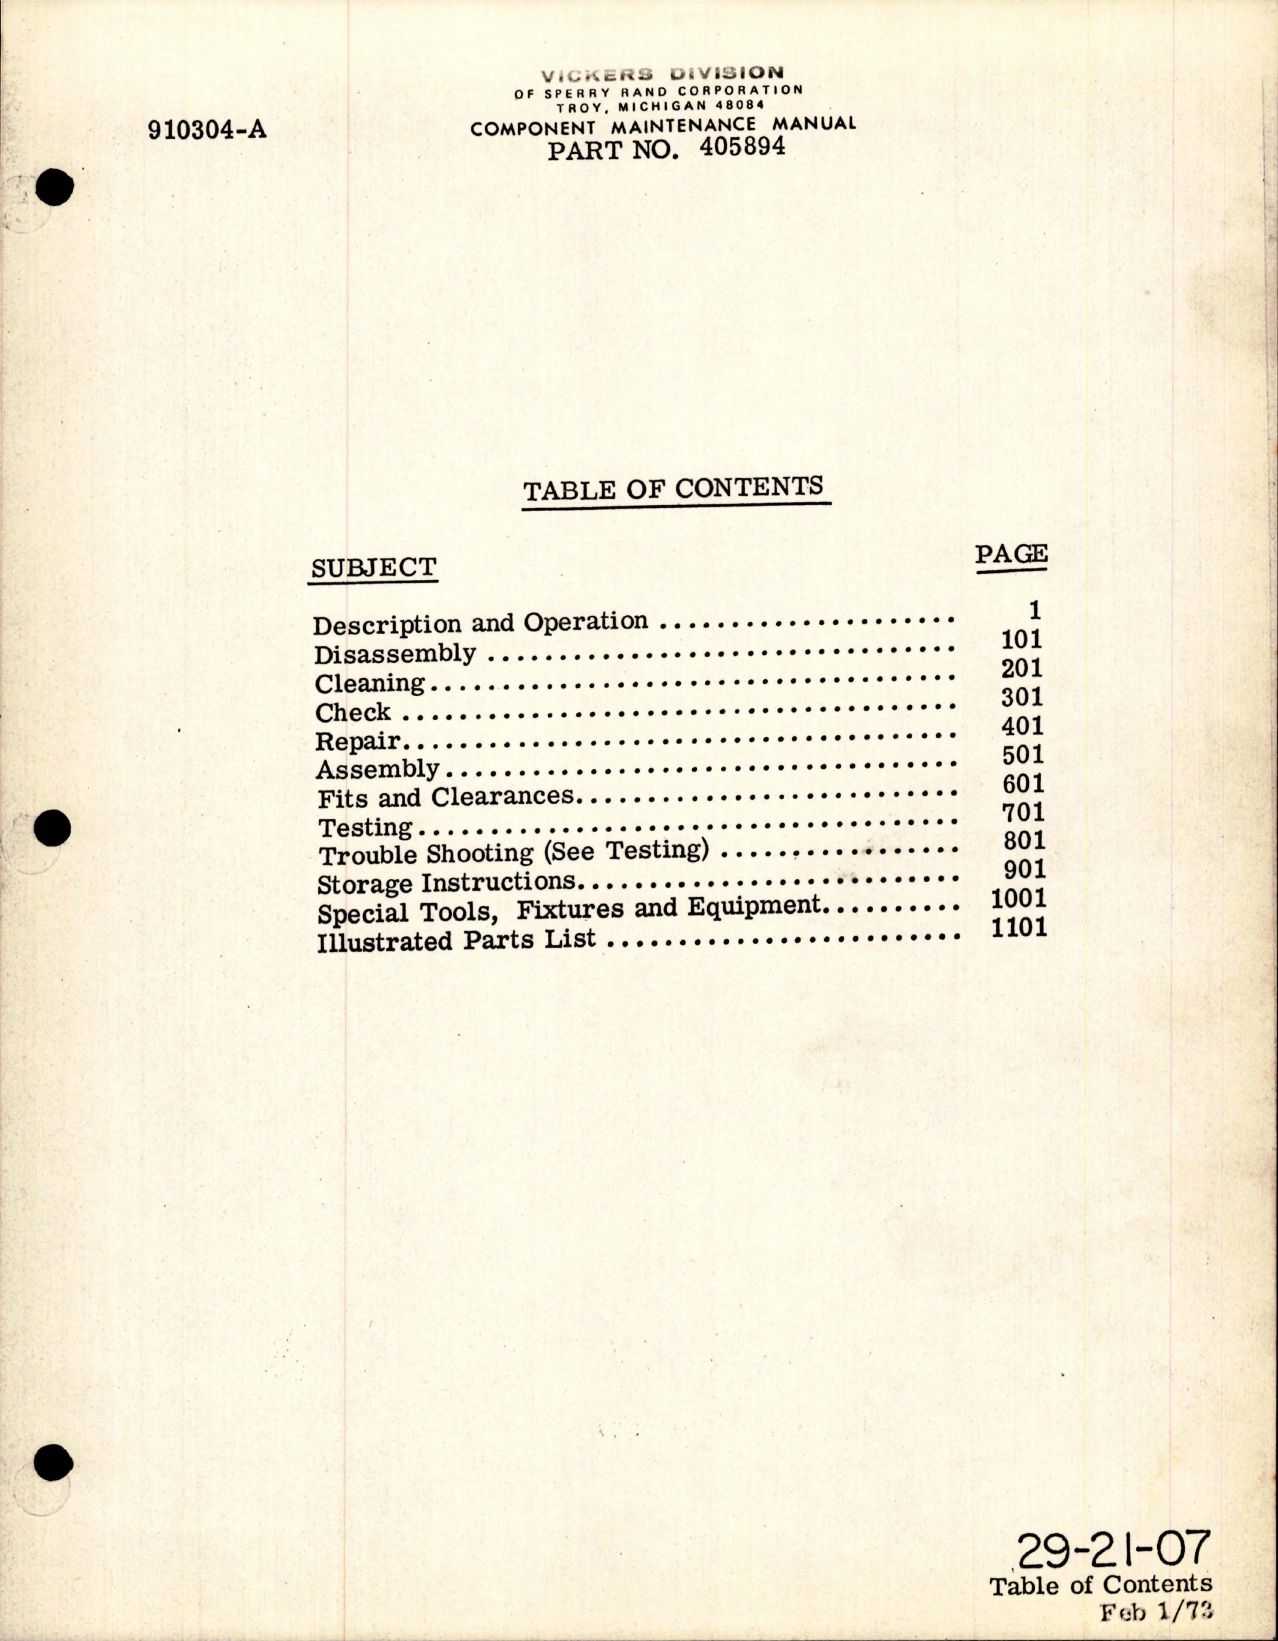 VICKERS DIVISION
OF SPERRY RAND CORPORATION
TROY, MICHIGAN 48084
910304-A
COMPONENT MAINTENANCE MANUAL
PART NO. 405894
TABLE OF CONTENTS
SUBJECT PAGE
Description and Operation ..................... 1
Disassembly ................................. 101
Cleaning..................................... 201
Check ....................................... 301
Repair....................................... 401
Assembly.................................... 501
Fits and Clearances........................... 601
Testing...................................... 701
Trouble Shooting (See Testing) ................. 801
Storage Instructions........................... 901
Special Tools, Fixtures and Equipment.......... 1001
Illustrated Parts List ......................... 1101
29-21-07
Table of Contents
Feb 1/73